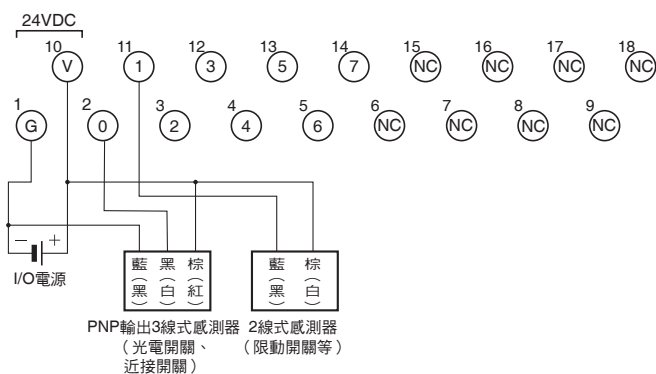 24VDC
10 11 12 13 14 15 16 17 18
V 1 3 5 7 NC NC NC NC
1 2 3 4 5 6 7 8 9
G 0 2 4 6 NC NC NC NC
− +
I/O電源
藍(黑) 黑(白) 棕(紅) 藍(黑) 棕(白)
PNP輸出3線式感測器 2線式感測器
(光電開關、 (限動開關等)
近接開關)